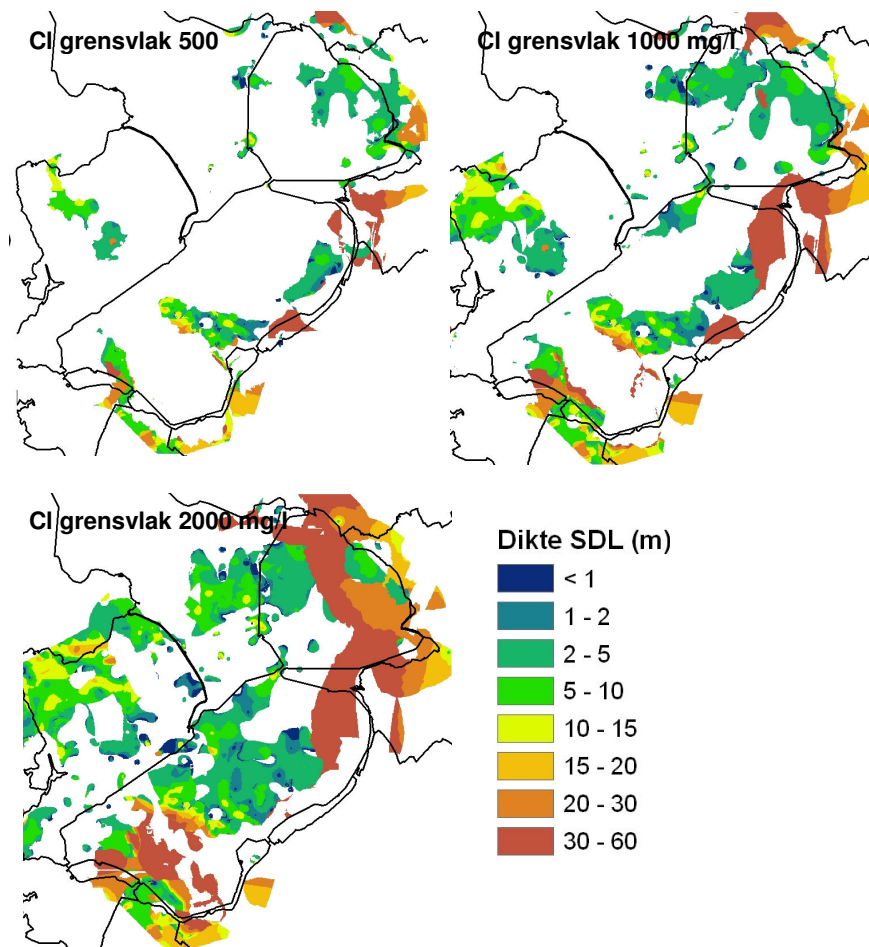 Cl grensvlak 500
Cl grensvlak 1000 mg/l
Cl grensvlak 2000 mg/l
Dikte SDL (m)
< 1
1 - 2
2 - 5
5 - 10
10 - 15
15 - 20
20 - 30
30 - 60